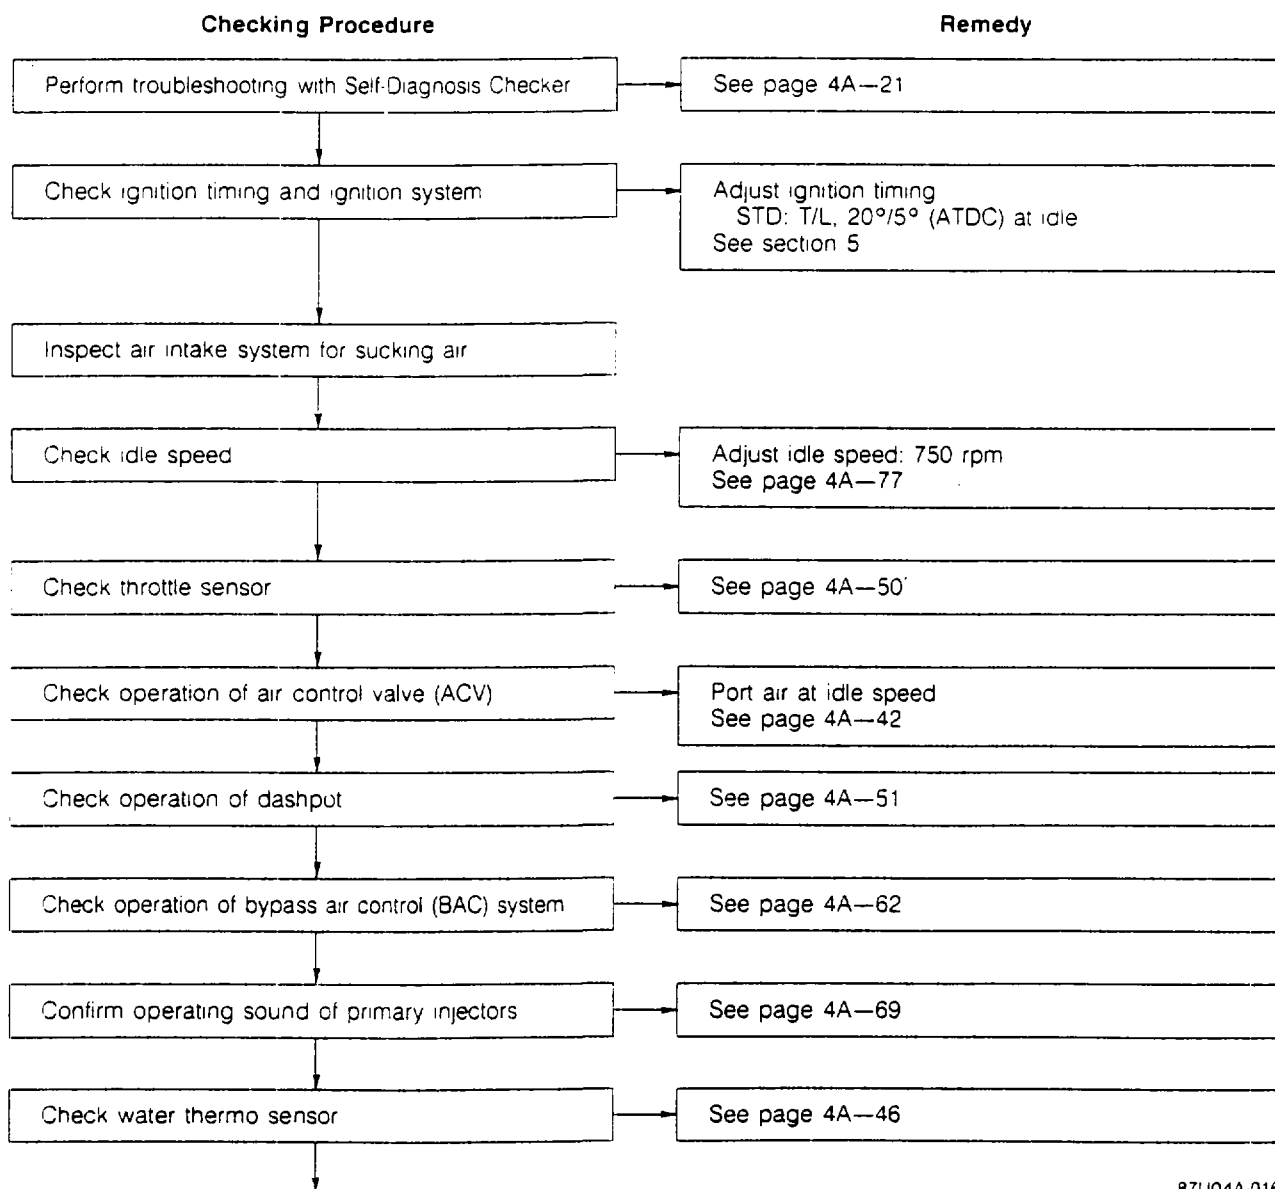 Checking Procedure
Remedy
Perform troubleshooting with Self-Diagnosis Checker
See page 4A—21
Check ignition timing and ignition system
Adjust ignition timing
STD: T/L, 20°/5° (ATDC) at idle
See section 5
Inspect air intake system for sucking air
Check idle speed
Adjust idle speed: 750 rpm
See page 4A—77
Check throttle sensor
See page 4A—50
Check operation of air control valve (ACV)
Port air at idle speed
See page 4A—42
Check operation of dashpot
See page 4A—51
Check operation of bypass air control (BAC) system
See page 4A—62
Confirm operating sound of primary injectors
See page 4A—69
Check water thermo sensor
See page 4A—46